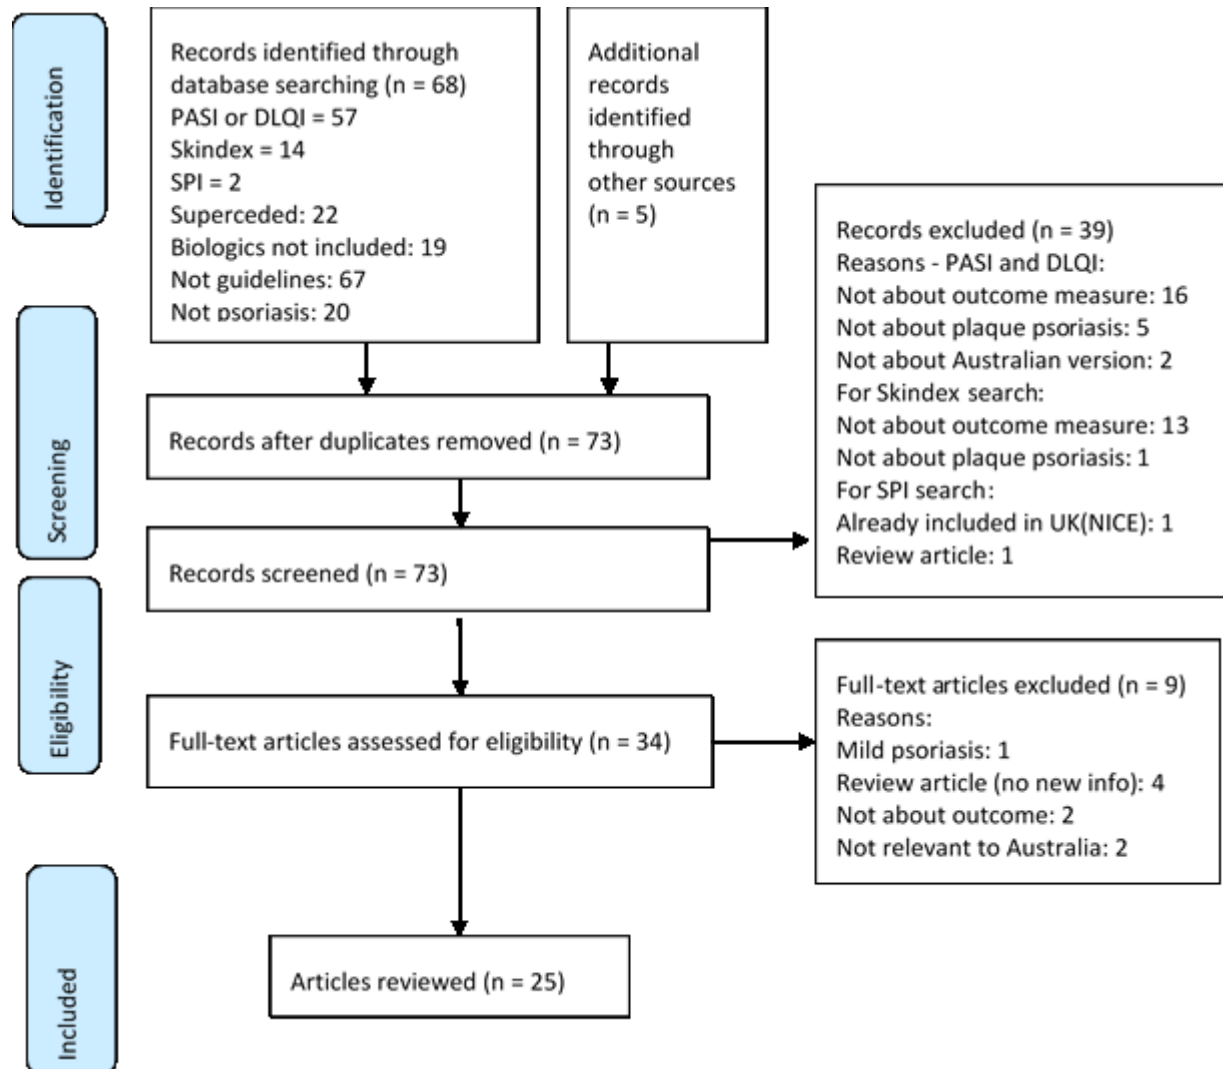 Identification
Records identified through
database searching (n = 68)
PASI or DLQI = 57
Skindex = 14
SPI = 2
Superceded: 22
Biologics not included: 19
Not guidelines: 67
Not psoriasis: 20
Additional
records
identified
through
other sources
(n = 5)
Screening
Records after duplicates removed (n = 73)
Records screened (n = 73)
Records excluded (n = 39)
Reasons - PASI and DLQI:
Not about outcome measure: 16
Not about plaque psoriasis: 5
Not about Australian version: 2
For Skindex search:
Not about outcome measure: 13
Not about plaque psoriasis: 1
For SPI search:
Already included in UK(NICE): 1
Review article: 1
Eligibility
Full-text articles assessed for eligibility (n = 34)
Full-text articles excluded (n = 9)
Reasons:
Mild psoriasis: 1
Review article (no new info): 4
Not about outcome: 2
Not relevant to Australia: 2
Included
Articles reviewed (n = 25)